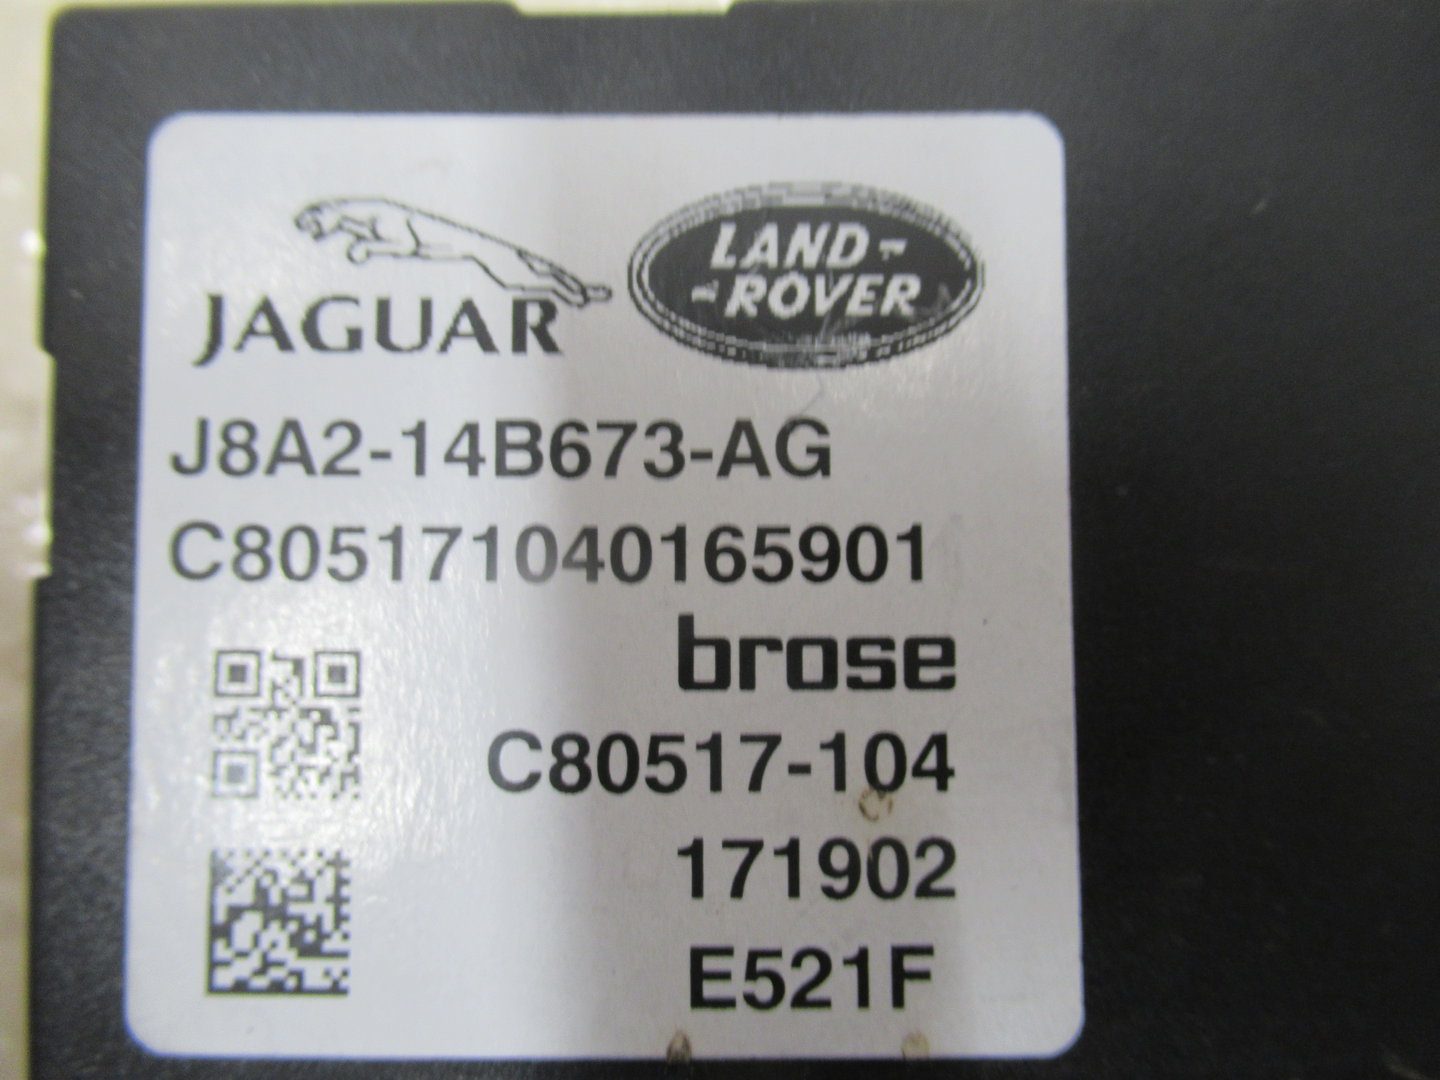 JAGUAR
LAND-
-ROVER
J8A2-14B673-AG
C805171040165901
brose
C80517-104
171902
E521F